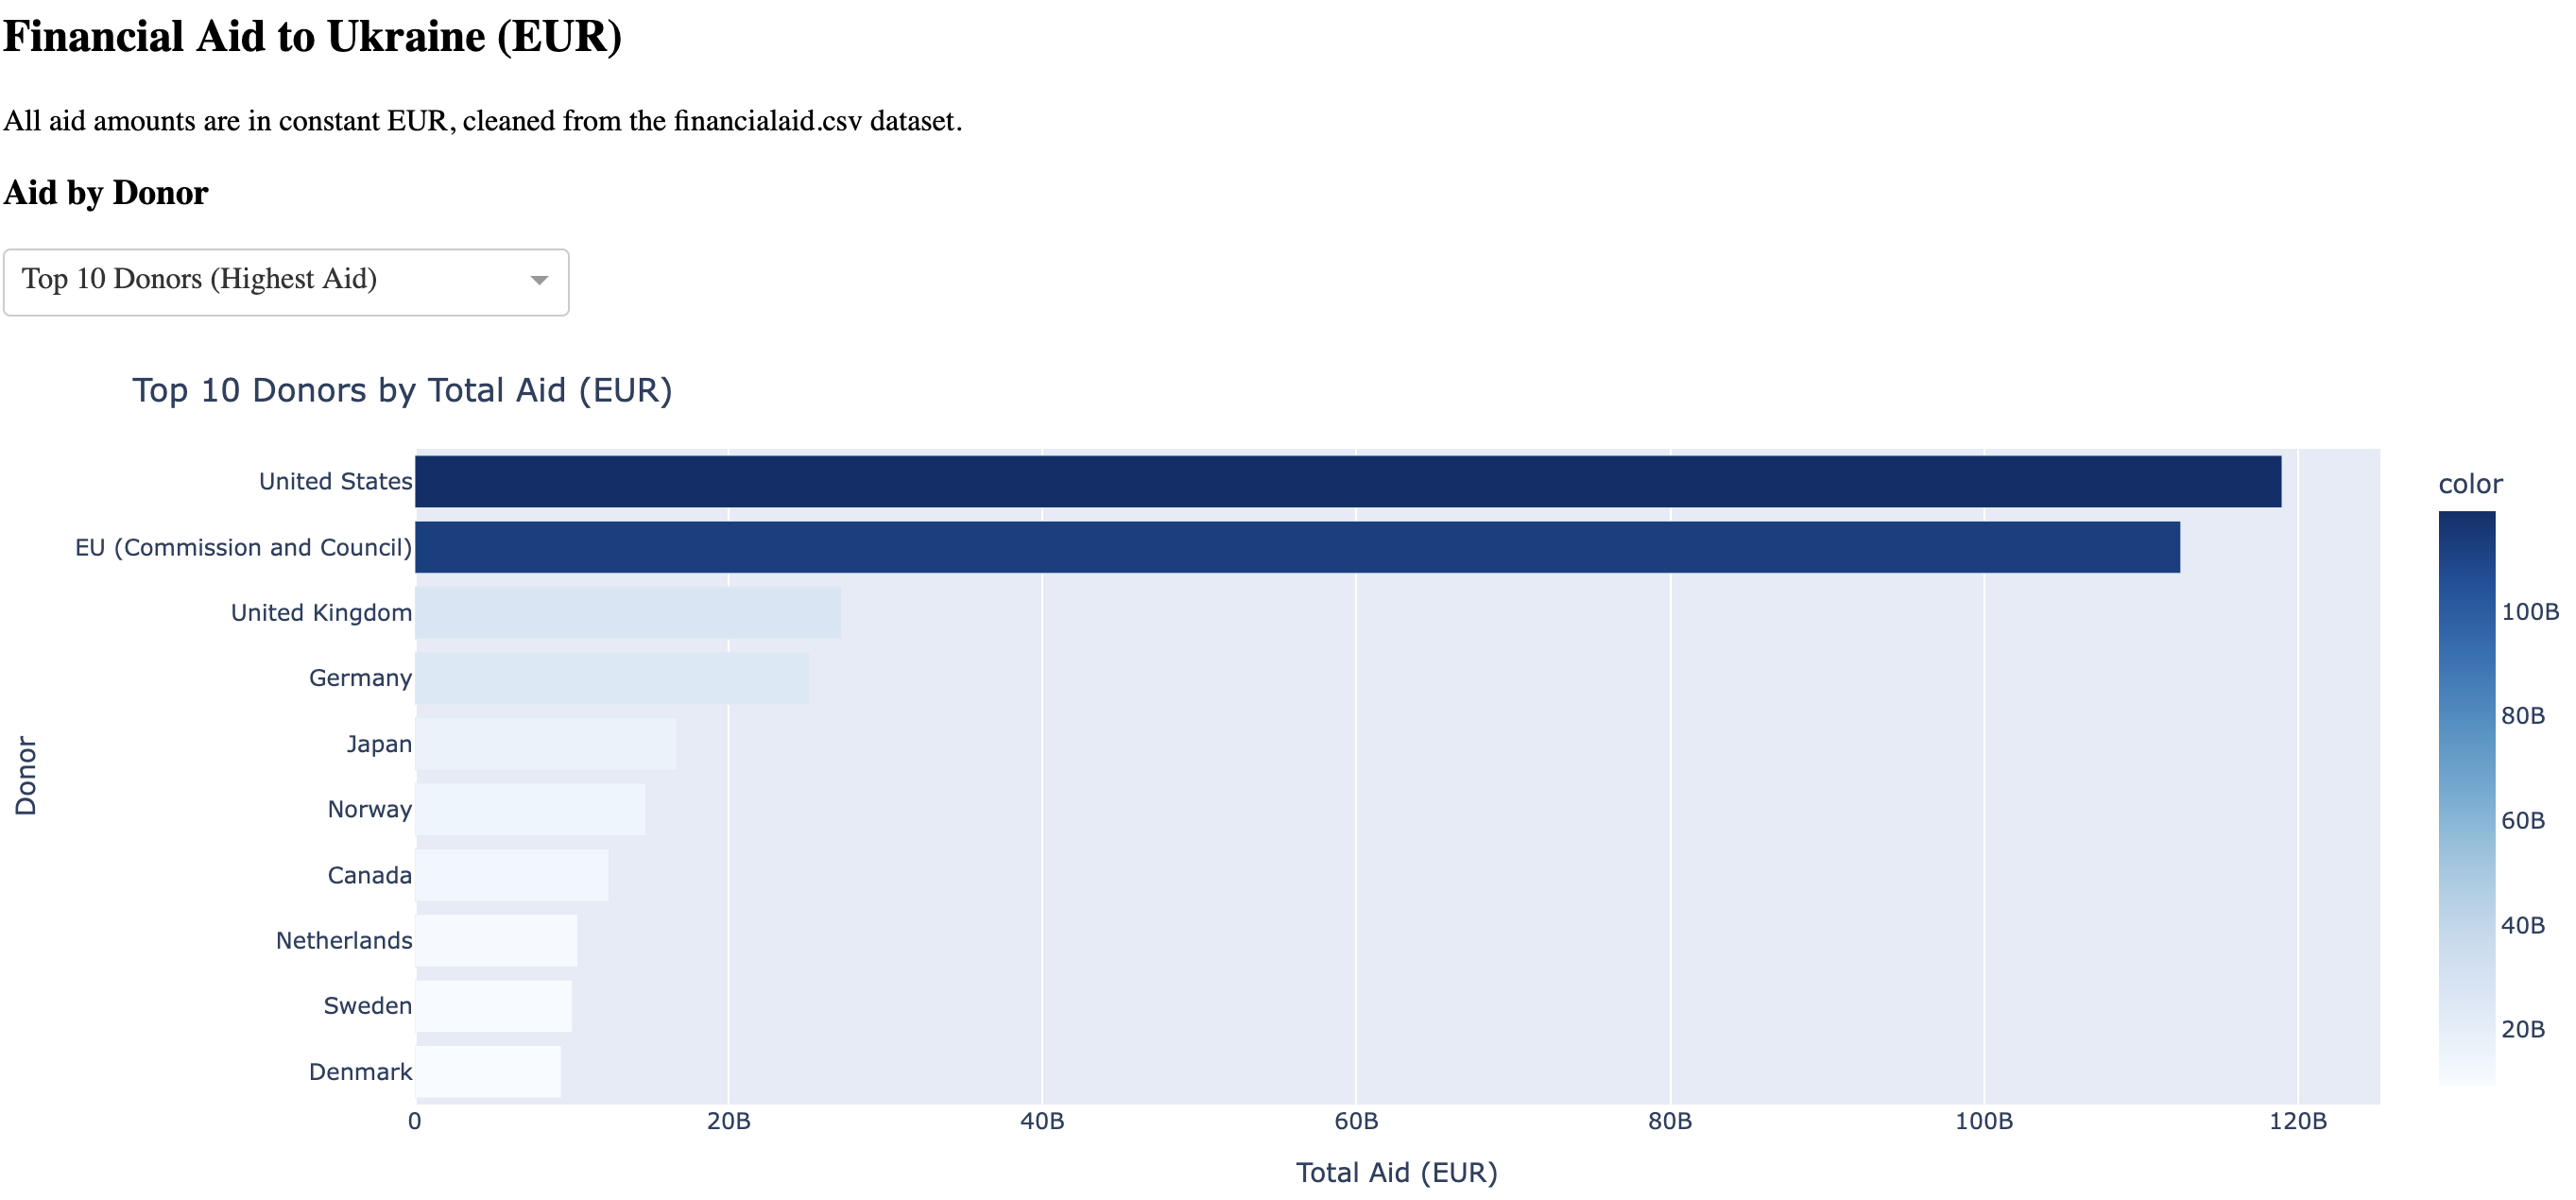 Financial Aid to Ukraine (EUR)
All aid amounts are in constant EUR, cleaned from the financialaid.csv dataset.
Aid by Donor
Top 10 Donors (Highest Aid)
Top 10 Donors by Total Aid (EUR)
United States
EU (Commission and Council)
United Kingdom
Germany
Japan
Norway
Canada
Netherlands
Sweden
Denmark
Donor
0 20B 40B 60B 80B 100B 120B
Total Aid (EUR)
color
100B
80B
60B
40B
20B